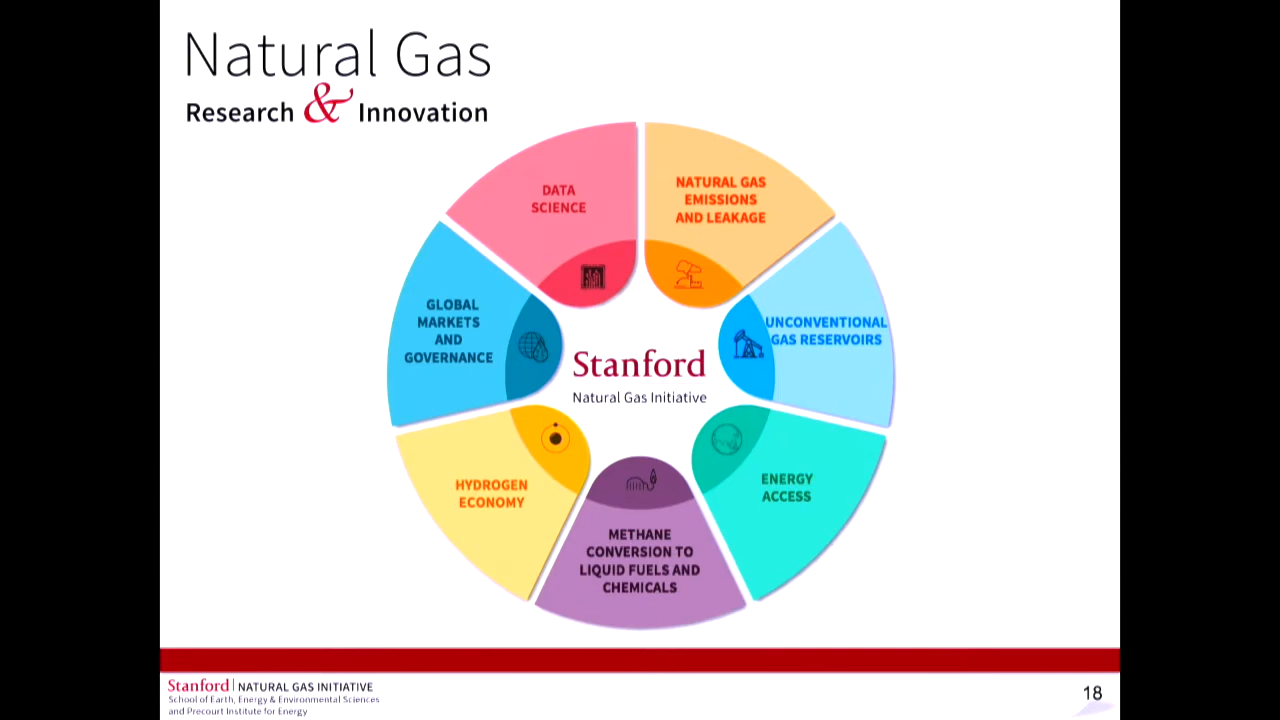 Natural Gas
Research & Innovation
DATA
SCIENCE
NATURAL GAS
EMISSIONS
AND LEAKAGE
GLOBAL
MARKETS
AND
GOVERNANCE
UNCONVENTIONAL
GAS RESERVOIRS
Stanford
Natural Gas Initiative
HYDROGEN
ECONOMY
ENERGY
ACCESS
METHANE
CONVERSION TO
LIQUID FUELS AND
CHEMICALS
Stanford | NATURAL GAS INITIATIVE
School of Earth, Energy & Environmental Sciences
and Precourt Institute for Energy
18